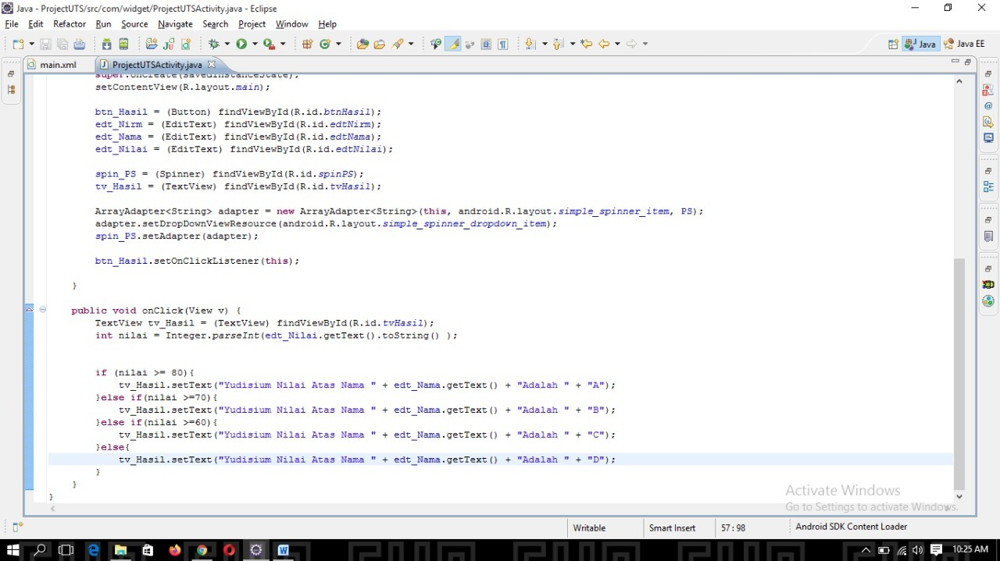 Java - ProjectUTS/src/com/widget/ProjectUTSActivity.java - Eclipse
File Edit Refactor Run Source Navigate Search Project Window Help
Java Java EE
main.xml ProjectUTSActivity.java
super.onCreate(savedInstanceState);
setContentView(R.layout.main);
btn_Hasil = (Button) findViewById(R.id.btnHasil);
edt_Nirm = (EditText) findViewById(R.id.edtNirm);
edt_Nama = (EditText) findViewById(R.id.edtNama);
edt_Nilai = (EditText) findViewById(R.id.edtNilai);
spin_PS = (Spinner) findViewById(R.id.spinPS);
tv_Hasil = (TextView) findViewById(R.id.tvHasil);
ArrayAdapter<String> adapter = new ArrayAdapter<String>(this, android.R.layout.simple_spinner_item, PS);
adapter.setDropDownViewResource(android.R.layout.simple_spinner_dropdown_item);
spin_PS.setAdapter(adapter);
btn_Hasil.setOnClickListener(this);
}
public void onClick(View v) {
TextView tv_Hasil = (TextView) findViewById(R.id.tvHasil);
int nilai = Integer.parseInt(edt_Nilai.getText().toString() );
if (nilai >= 80){
tv_Hasil.setText("Yudisium Nilai Atas Nama " + edt_Nama.getText() + "Adalah " + "A");
}else if(nilai >=70){
tv_Hasil.setText("Yudisium Nilai Atas Nama " + edt_Nama.getText() + "Adalah " + "B");
}else if(nilai >=60){
tv_Hasil.setText("Yudisium Nilai Atas Nama " + edt_Nama.getText() + "Adalah " + "C");
}else{
tv_Hasil.setText("Yudisium Nilai Atas Nama " + edt_Nama.getText() + "Adalah " + "D");
}
}
}
Activate Windows
Go to Settings to activate Windows.
Writable Smart Insert 57 : 98 Android SDK Content Loader
10:25 AM